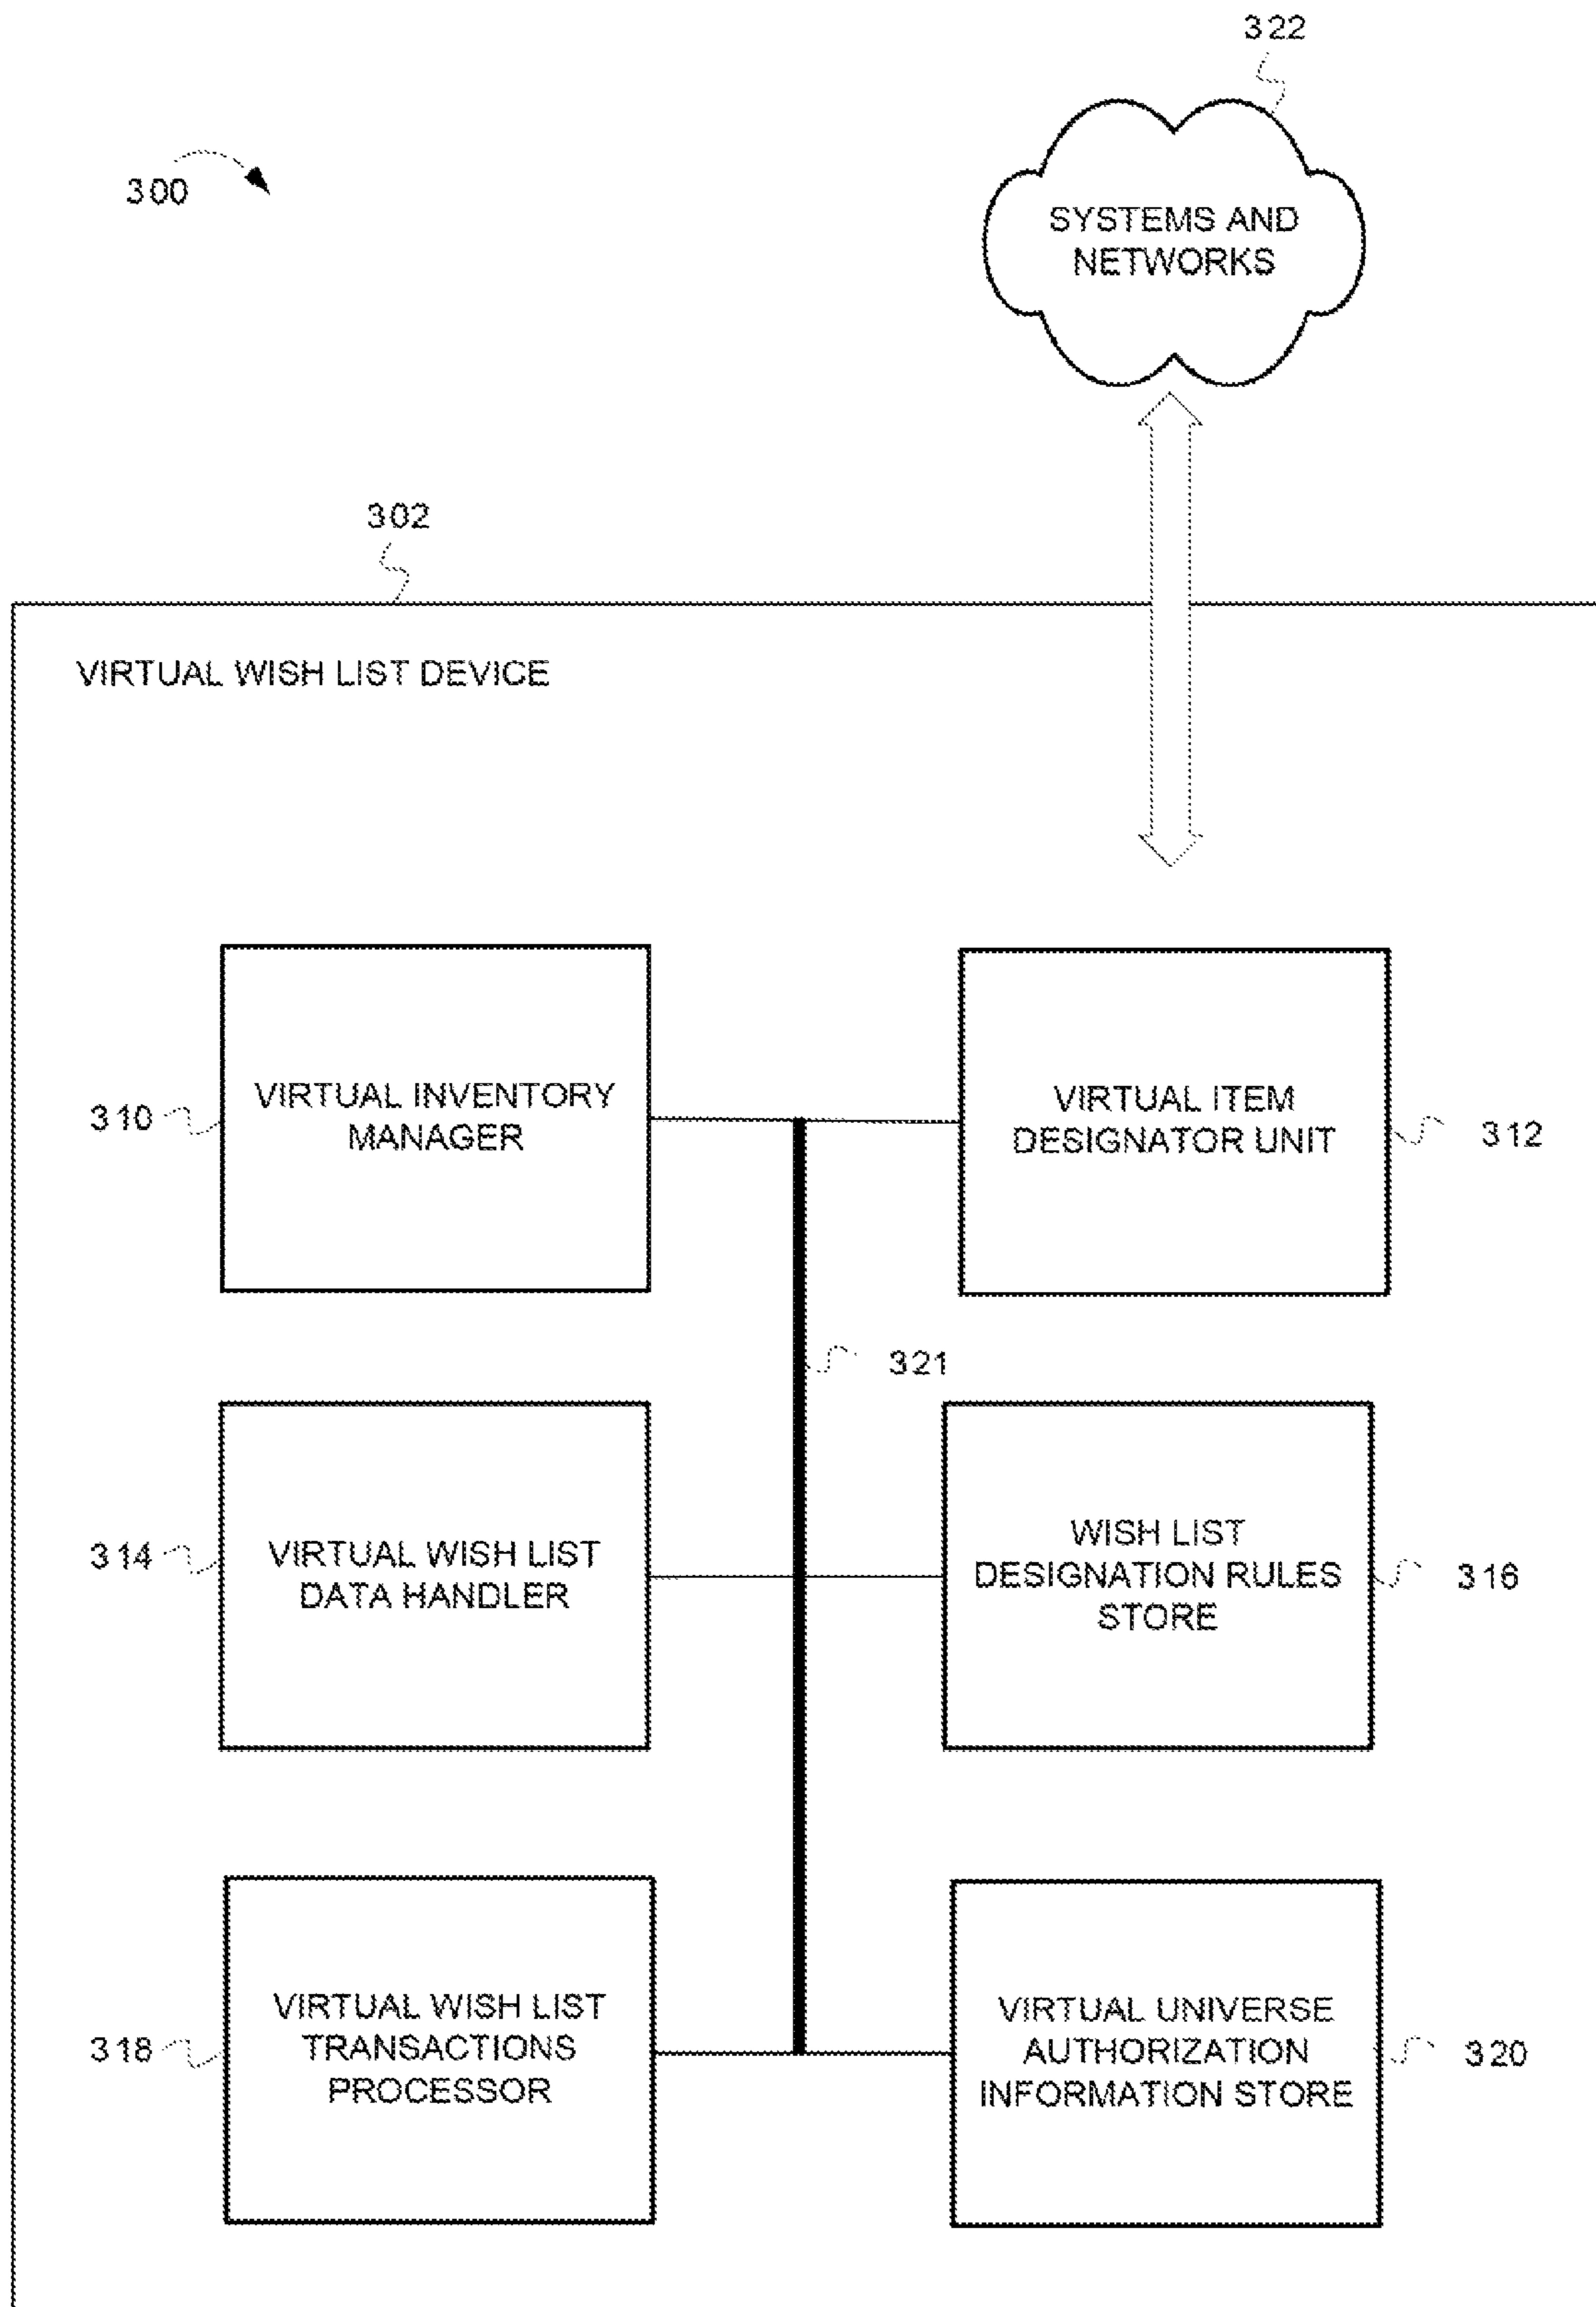 322
300
SYSTEMS AND
NETWORKS
302
VIRTUAL WISH LIST DEVICE
310
VIRTUAL INVENTORY
MANAGER
VIRTUAL ITEM
DESIGNATOR UNIT
312
321
314
VIRTUAL WISH LIST
DATA HANDLER
WISH LIST
DESIGNATION RULES
STORE
316
318
VIRTUAL WISH LIST
TRANSACTIONS
PROCESSOR
VIRTUAL UNIVERSE
AUTHORIZATION
INFORMATION STORE
320